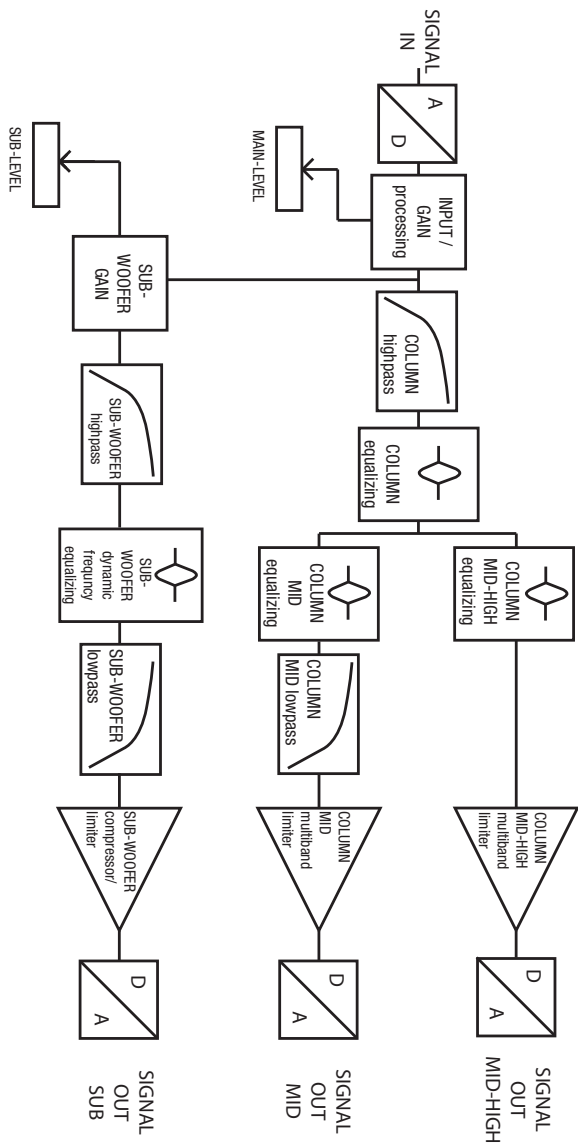 SIGNAL
IN
A
D
INPUT /
GAIN
processing
MAIN-LEVEL
COLUMN
highpass
COLUMN
equalizing
COLUMN
MID-HIGH
equalizing
COLUMN
MID-HIGH
multiband
limiter
D
A
SIGNAL
OUT
MID-HIGH
COLUMN
MID
equalizing
COLUMN
MID lowpass
COLUMN
MID
multiband
limiter
D
A
SIGNAL
OUT
MID
SUB-LEVEL
SUB-
WOOFER
GAIN
SUB-WOOFER
highpass
SUB-
WOOFER
dynamic
frequncy
equalizing
SUB-WOOFER
lowpass
SUB-WOOFER
compressor/
limiter
D
A
SIGNAL
OUT
SUB